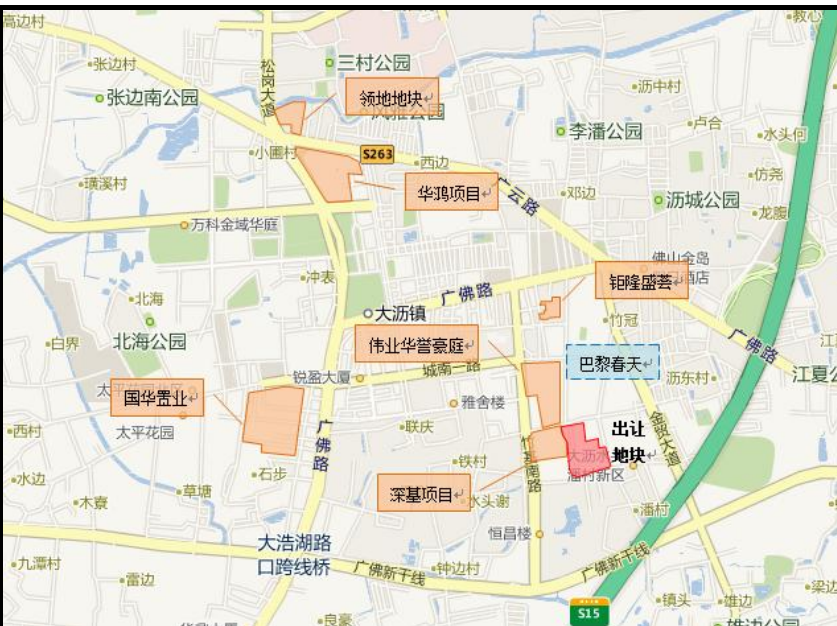 高边村
教心
张边村
松岗大道
三村公园
沥中村
张边南公园
领地地块
卢合
李潘公园
水头何
小圃村
S263
西边
仿尧
璜溪村
华鸿项目
广云路
邓边
沥城公园
龙腹
万科金域华庭
佛山金岛
酒店
冲表
钜隆盛荟
广佛路
北海
大沥镇
竹冠
北海公园
伟业华誉豪庭
广佛路
白界
巴黎春天
江夏公
锐盈大厦
城南一路
沥东村
国华置业
雅舍楼
金贸大道
西村
太平花园
广佛路
联庆
出让
地块
铁村
潘村新区
水边
石步
草塘
深基项目
水头谢
木寮
潘村
恒昌楼
大浩湖路
口跨线桥
广佛新干线
九潭村
雷边
广佛新干线
钟边村
镇头
雄边
梁边
S15
良豪
雄边公园